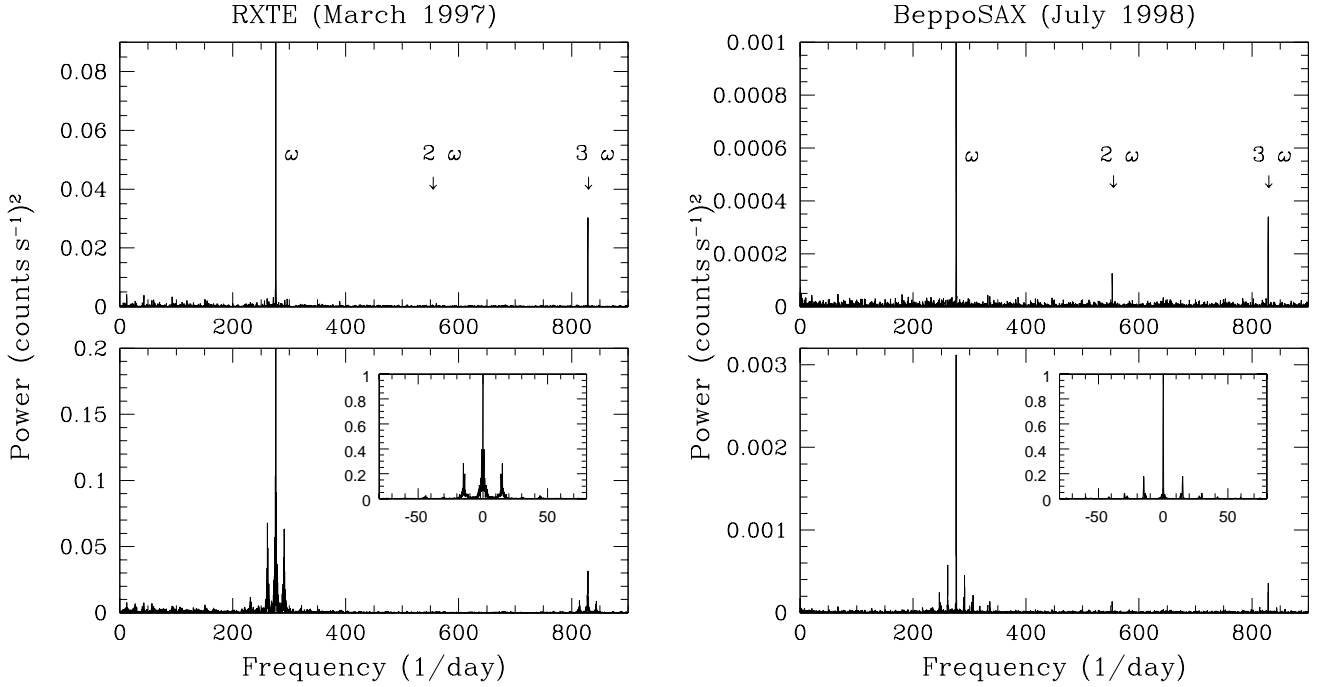 RXTE (March 1997)
BeppoSAX (July 1998)
0.08
0.06
0.04
0.02
0
ω
2 ω
↓
3 ω
↓
0 200 400 600 800
0.001
0.0008
0.0006
0.0004
0.0002
0
ω
2 ω
↓
3 ω
↓
0 200 400 600 800
Power (counts s⁻¹)²
0.2
0.15
0.1
0.05
0
1
0.8
0.6
0.4
0.2
0
-50 0 50
0 200 400 600 800
Frequency (1/day)
Power (counts s⁻¹)²
0.003
0.002
0.001
0
1
0.8
0.6
0.4
0.2
0
-50 0 50
0 200 400 600 800
Frequency (1/day)